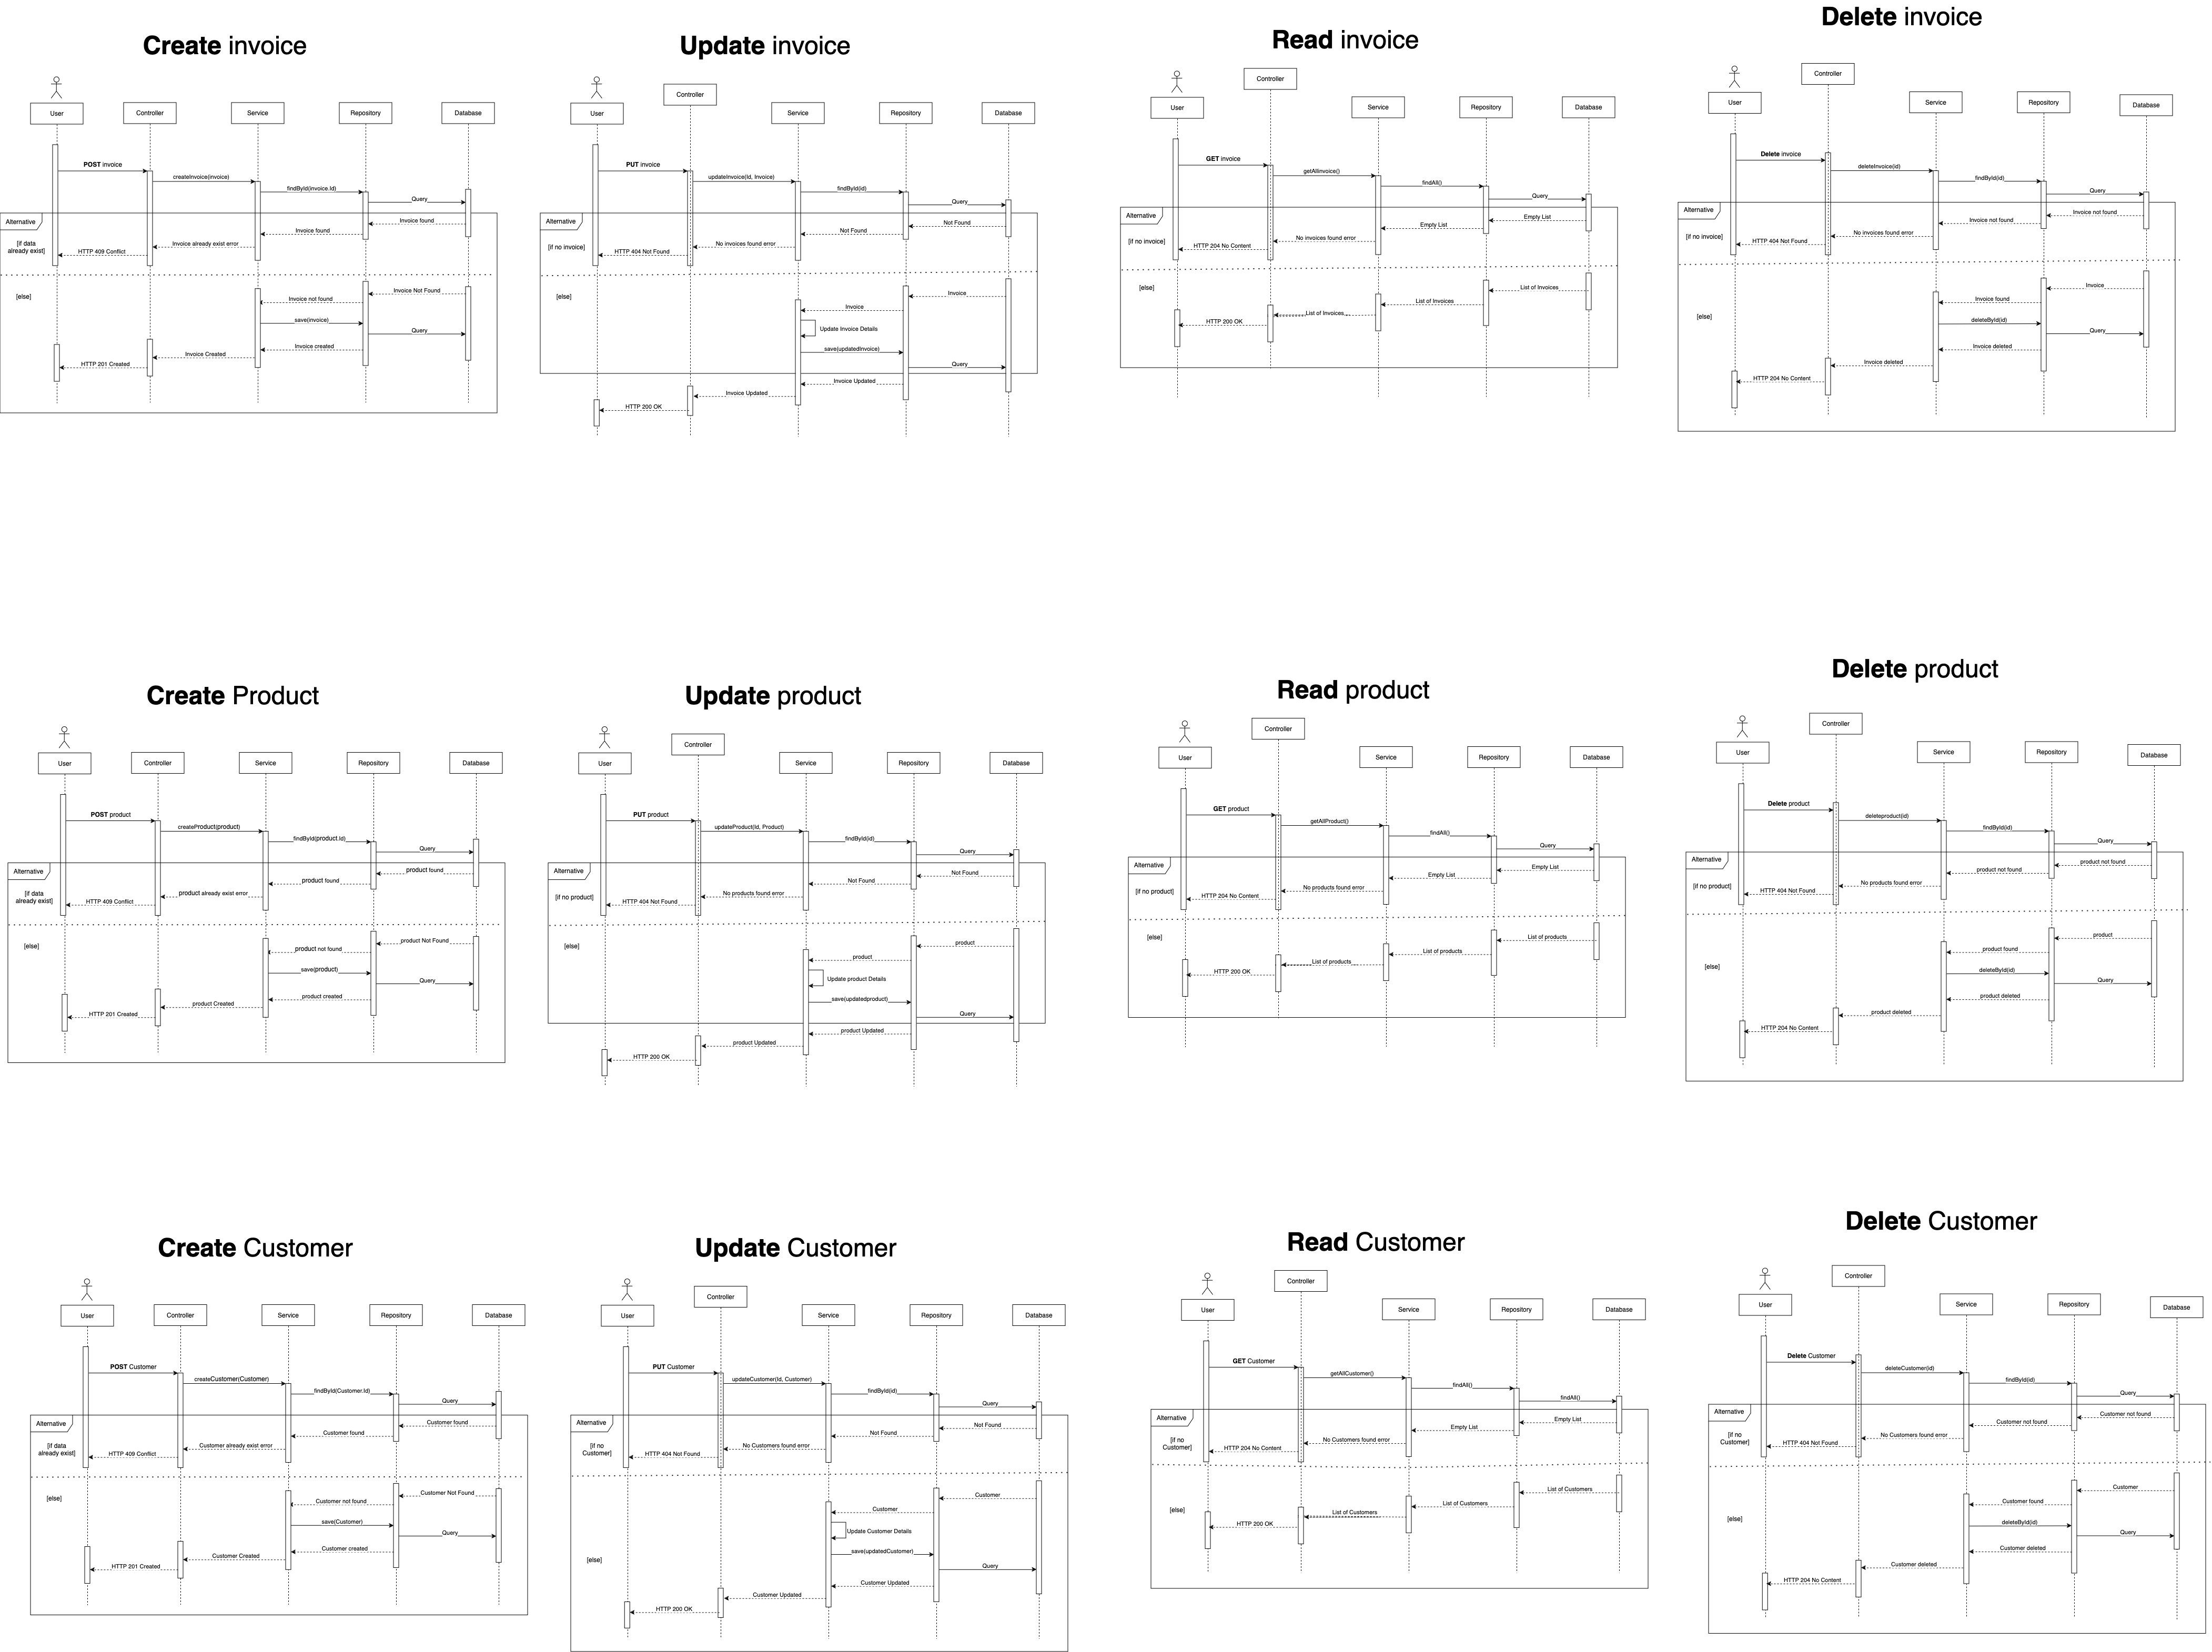 Create invoice
User
Controller
Service
Repository
Database
POST invoice
createInvoice(invoice)
findById(invoice.Id)
Query
Alternative
Invoice found
Invoice found
[if data
already exist]
Invoice already exist error
HTTP 409 Conflict
[else]
Invoice Not Found
Invoice not found
save(invoice)
Query
Invoice created
Invoice Created
HTTP 201 Created
Update invoice
User
Controller
Service
Repository
Database
PUT invoice
updateInvoice(Id, Invoice)
findById(id)
Query
Alternative
Not Found
Not Found
[if no invoice]
No invoices found error
HTTP 404 Not Found
[else]
Invoice
Invoice
Update Invoice Details
save(updatedInvoice)
Query
Invoice Updated
Invoice Updated
HTTP 200 OK
Read invoice
User
Controller
Service
Repository
Database
GET invoice
getAllinvoice()
findAll()
Query
Alternative
Empty List
Empty List
[if no invoice]
No invoices found error
HTTP 204 No Content
[else]
List of Invoices
List of Invoices
List of Invoices
HTTP 200 OK
Delete invoice
User
Controller
Service
Repository
Database
Delete invoice
deleteInvoice(id)
findById(id)
Query
Alternative
Invoice not found
Invoice not found
[if no invoice]
No invoices found error
HTTP 404 Not Found
Invoice
Invoice found
[else]
deleteById(id)
Query
Invoice deleted
Invoice deleted
HTTP 204 No Content
Create Product
User
Controller
Service
Repository
Database
POST product
createProduct(product)
findById(product.Id)
Query
Alternative
product found
product found
[if data
already exist]
product already exist error
HTTP 409 Conflict
[else]
product Not Found
product not found
save(product)
Query
product created
product Created
HTTP 201 Created
Update product
User
Controller
Service
Repository
Database
PUT product
updateProduct(Id, Product)
findById(id)
Query
Alternative
Not Found
Not Found
[if no product]
No products found error
HTTP 404 Not Found
[else]
product
product
Update product Details
save(updatedproduct)
Query
product Updated
product Updated
HTTP 200 OK
Read product
User
Controller
Service
Repository
Database
GET product
getAllProduct()
findAll()
Query
Alternative
Empty List
Empty List
[if no product]
No products found error
HTTP 204 No Content
[else]
List of products
List of products
List of products
HTTP 200 OK
Delete product
User
Controller
Service
Repository
Database
Delete product
deleteproduct(id)
findById(id)
Query
Alternative
product not found
product not found
[if no product]
No products found error
HTTP 404 Not Found
product
product found
[else]
deleteById(id)
Query
product deleted
product deleted
HTTP 204 No Content
Create Customer
User
Controller
Service
Repository
Database
POST Customer
createCustomer(Customer)
findById(Customer.Id)
Query
Alternative
Customer found
Customer found
[if data
already exist]
Customer already exist error
HTTP 409 Conflict
[else]
Customer Not Found
Customer not found
save(Customer)
Query
Customer created
Customer Created
HTTP 201 Created
Update Customer
User
Controller
Service
Repository
Database
PUT Customer
updateCustomer(Id, Customer)
findById(id)
Query
Alternative
Not Found
Not Found
[if no
Customer]
No Customers found error
HTTP 404 Not Found
Customer
Customer
Update Customer Details
save(updatedCustomer)
[else]
Query
Customer Updated
Customer Updated
HTTP 200 OK
Read Customer
User
Controller
Service
Repository
Database
GET Customer
getAllCustomer()
findAll()
findAll()
Alternative
Empty List
Empty List
[if no
Customer]
No Customers found error
HTTP 204 No Content
[else]
List of Customers
List of Customers
List of Customers
HTTP 200 OK
Delete Customer
User
Controller
Service
Repository
Database
Delete Customer
deleteCustomer(id)
findById(id)
Query
Alternative
Customer not found
Customer not found
[if no
Customer]
No Customers found error
HTTP 404 Not Found
Customer
Customer found
[else]
deleteById(id)
Query
Customer deleted
Customer deleted
HTTP 204 No Content